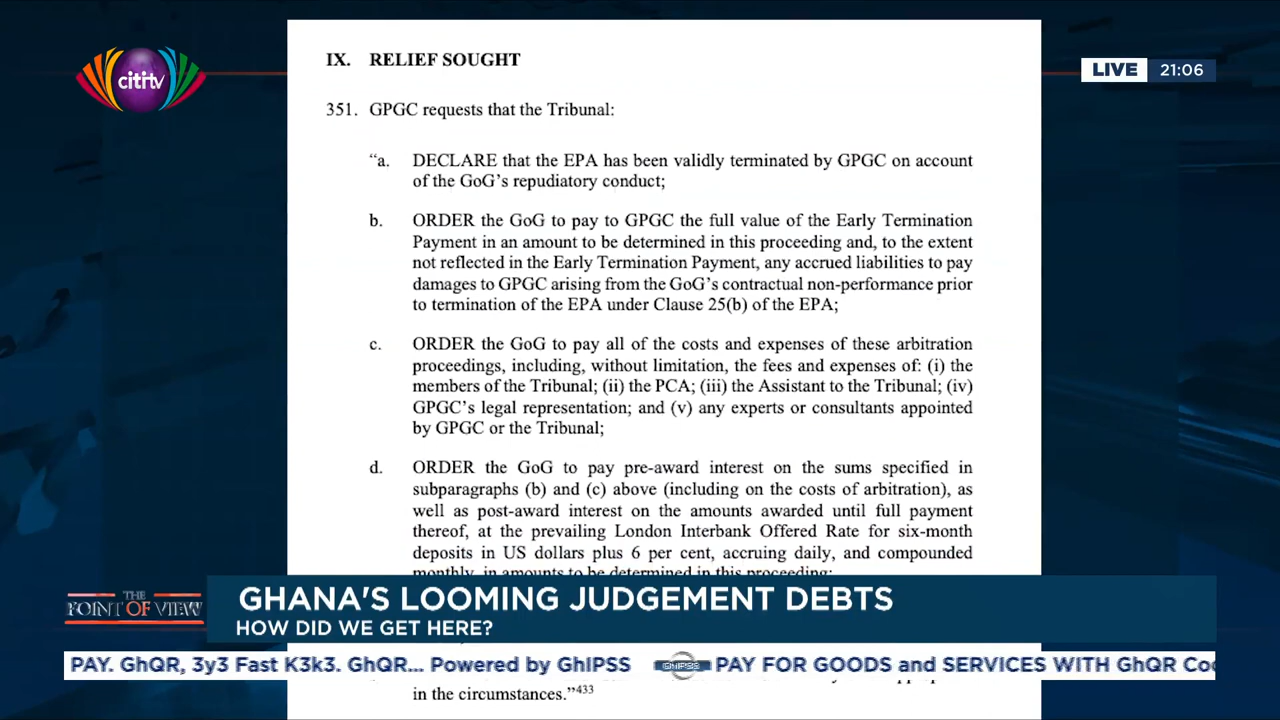 citi tv
LIVE 21:06
IX. RELIEF SOUGHT
351. GPGC requests that the Tribunal:
“a. DECLARE that the EPA has been validly terminated by GPGC on account
of the GoG’s repudiatory conduct;
b. ORDER the GoG to pay to GPGC the full value of the Early Termination
Payment in an amount to be determined in this proceeding and, to the extent
not reflected in the Early Termination Payment, any accrued liabilities to pay
damages to GPGC arising from the GoG’s contractual non-performance prior
to termination of the EPA under Clause 25(b) of the EPA;
c. ORDER the GoG to pay all of the costs and expenses of these arbitration
proceedings, including, without limitation, the fees and expenses of: (i) the
members of the Tribunal; (ii) the PCA; (iii) the Assistant to the Tribunal; (iv)
GPGC’s legal representation; and (v) any experts or consultants appointed
by GPGC or the Tribunal;
d. ORDER the GoG to pay pre-award interest on the sums specified in
subparagraphs (b) and (c) above (including on the costs of arbitration), as
well as post-award interest on the amounts awarded until full payment
thereof, at the prevailing London Interbank Offered Rate for six-month
deposits in US dollars plus 6 per cent, accruing daily, and compounded
monthly, in amounts to be determined in this proceeding;
THE
POINT OF VIEW
GHANA'S LOOMING JUDGEMENT DEBTS
HOW DID WE GET HERE?
PAY. GhQR, 3y3 Fast K3k3. GhQR... Powered by GhIPSS GhIPSS PAY FOR GOODS and SERVICES WITH GhQR
in the circumstances.”433